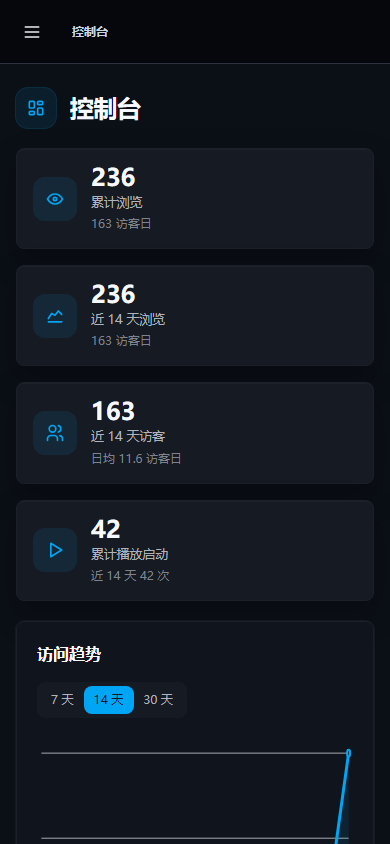 控制台
控制台
236
累计浏览
163 访客日
236
近 14 天浏览
163 访客日
163
近 14 天访客
日均 11.6 访客日
42
累计播放启动
近 14 天 42 次
访问趋势
7 天 14 天 30 天